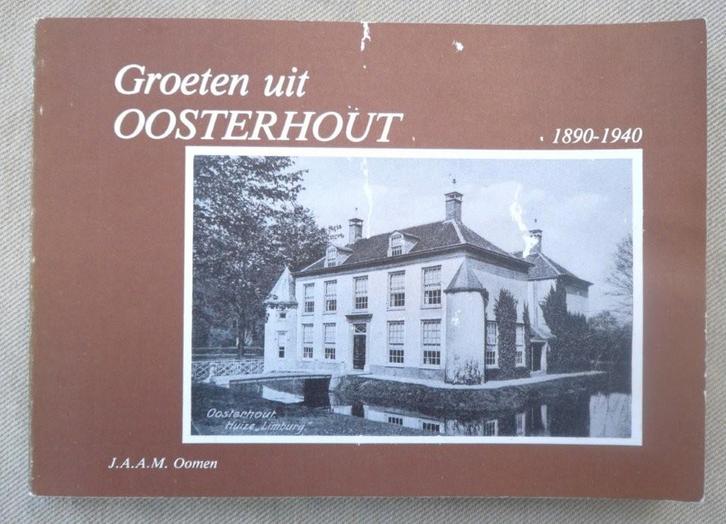 Groeten uit
OOSTERHOUT
1890-1940
Oosterhout.
Huize „Limburg"
J.A.A.M. Oomen